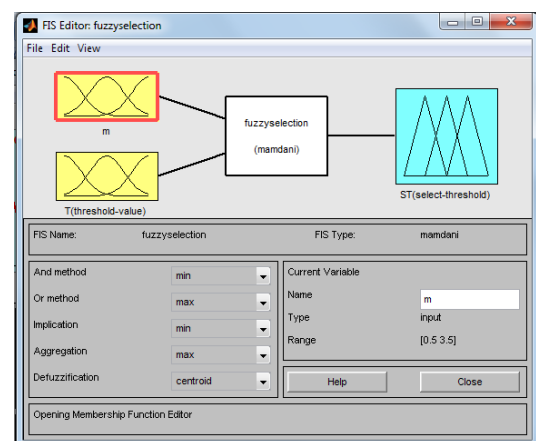 FIS Editor: fuzzyselection
File Edit View
m
fuzzyselection
(mamdani)
T(threshold-value)
ST(select-threshold)
FIS Name: fuzzyselection FIS Type: mamdani
And method min
Or method max
Implication min
Aggregation max
Defuzzification centroid
Current Variable
Name m
Type input
Range [0.5 3.5]
Help Close
Opening Membership Function Editor